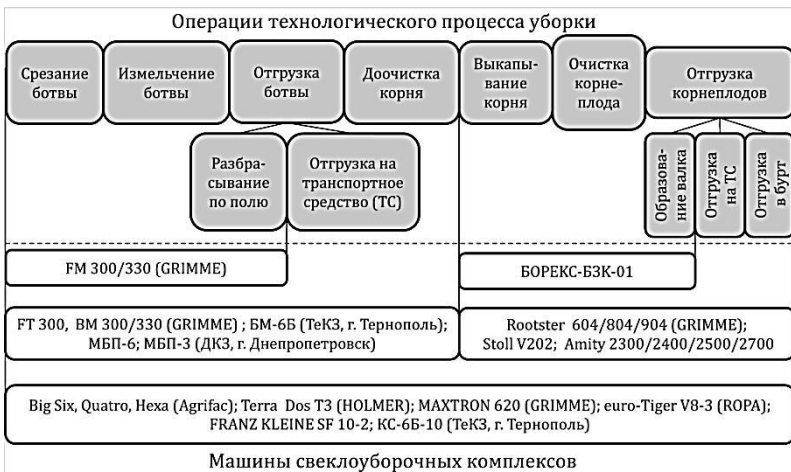 Операции технологического процесса уборки
Срезание
ботвы
Измельчение
ботвы
Отгрузка
ботвы
Доочистка
корня
Выкапы-
вание
корня
Очистка
корне-
плода
Отгрузка
корнеплодов
Разбра-
сывание
по полю
Отгрузка на
транспортное
средство (ТС)
Образова-
ние валка
Отгрузка
на ТС
Отгрузка
в бурт
FM 300/330 (GRIMME)
БОРЕКС-БЗК-01
FT 300, BM 300/330 (GRIMME) ; БМ-6Б (ТеКЗ, г. Тернополь);
МБП-6; МБП-3 (ДКЗ, г. Днепропетровск)
Rootster 604/804/904 (GRIMME);
Stoll V202; Amity 2300/2400/2500/2700
Big Six, Quatro, Hexa (Agrifac); Terra Dos T3 (HOLMER); MAXTRON 620 (GRIMME); euro-Tiger V8-3 (ROPA);
FRANZ KLEINE SF 10-2; КС-6Б-10 (ТеКЗ, г. Тернополь)
Машины свеклоуборочных комплексов